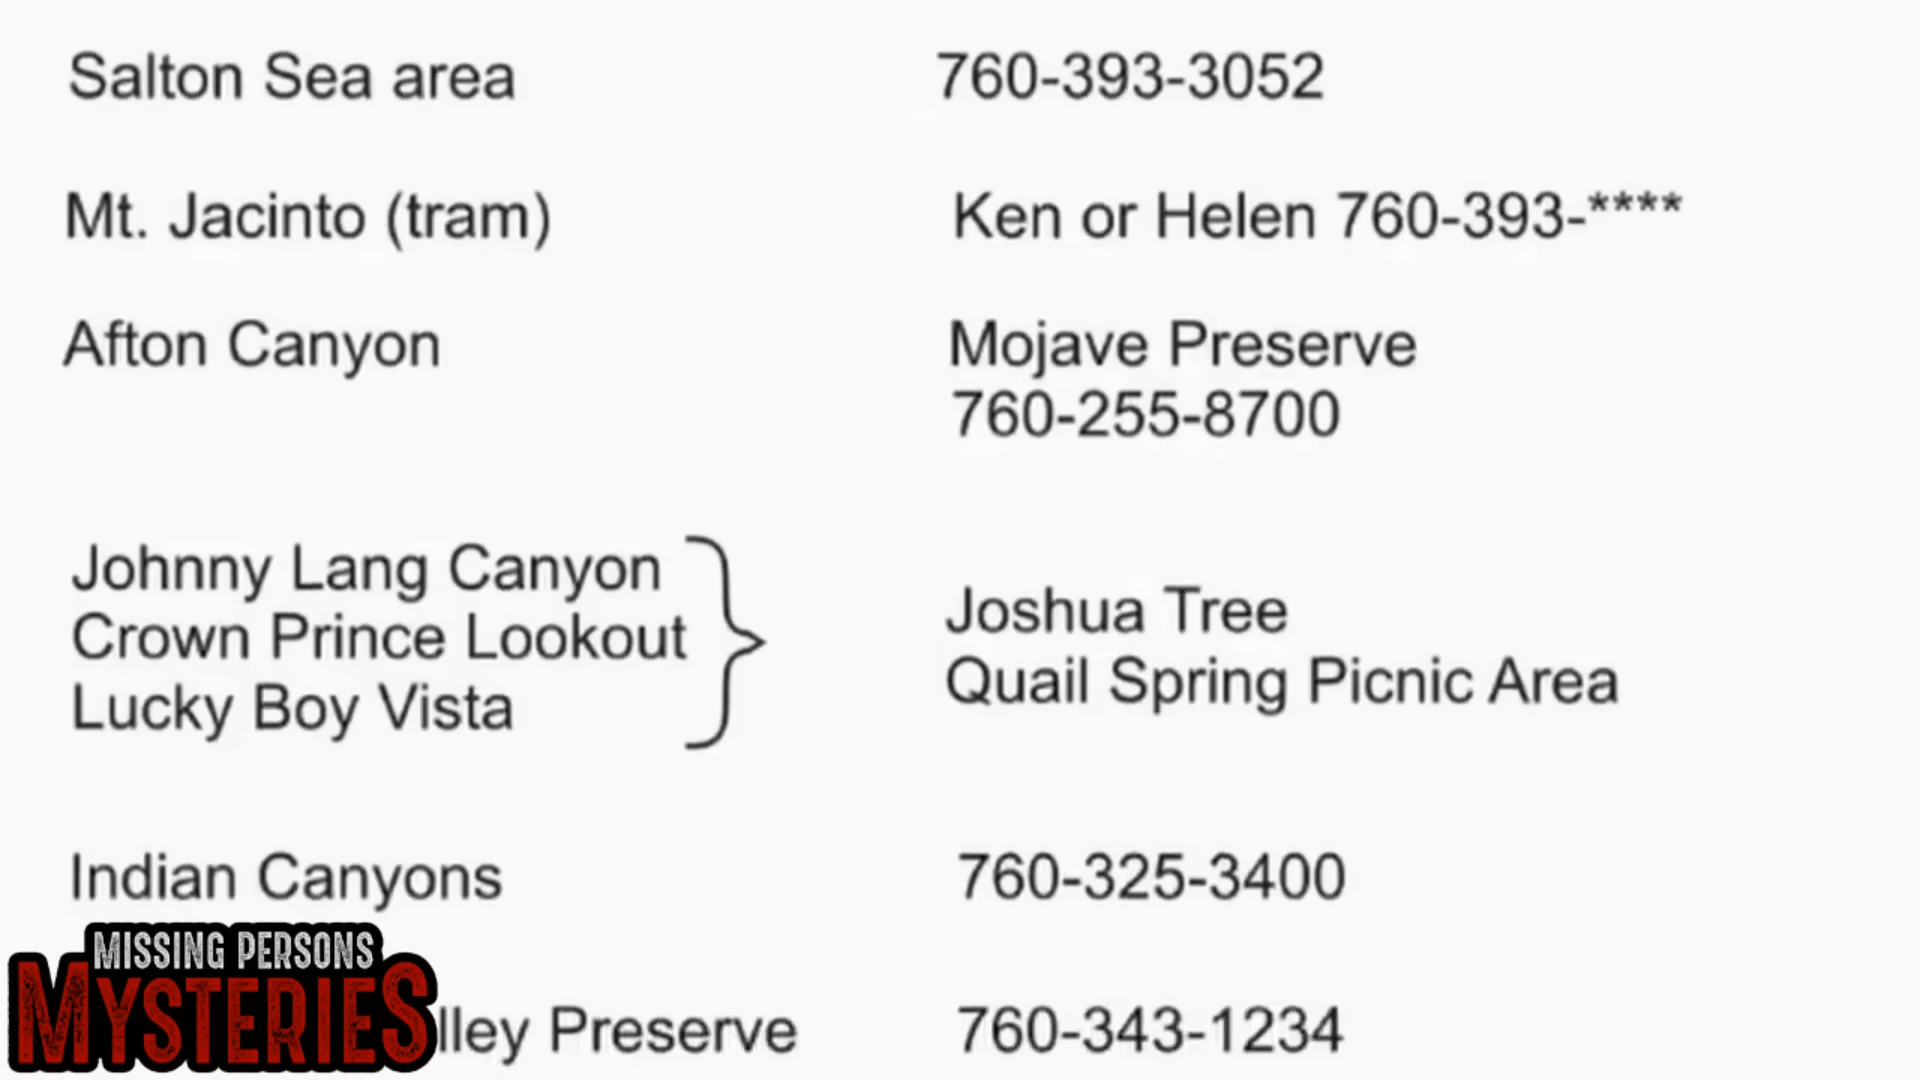 Salton Sea area 760-393-3052
Mt. Jacinto (tram) Ken or Helen 760-393-****
Afton Canyon Mojave Preserve
760-255-8700
Johnny Lang Canyon
Crown Prince Lookout
Lucky Boy Vista
Joshua Tree
Quail Spring Picnic Area
Indian Canyons 760-325-3400
MISSING PERSONS
MYSTERIES
lley Preserve 760-343-1234